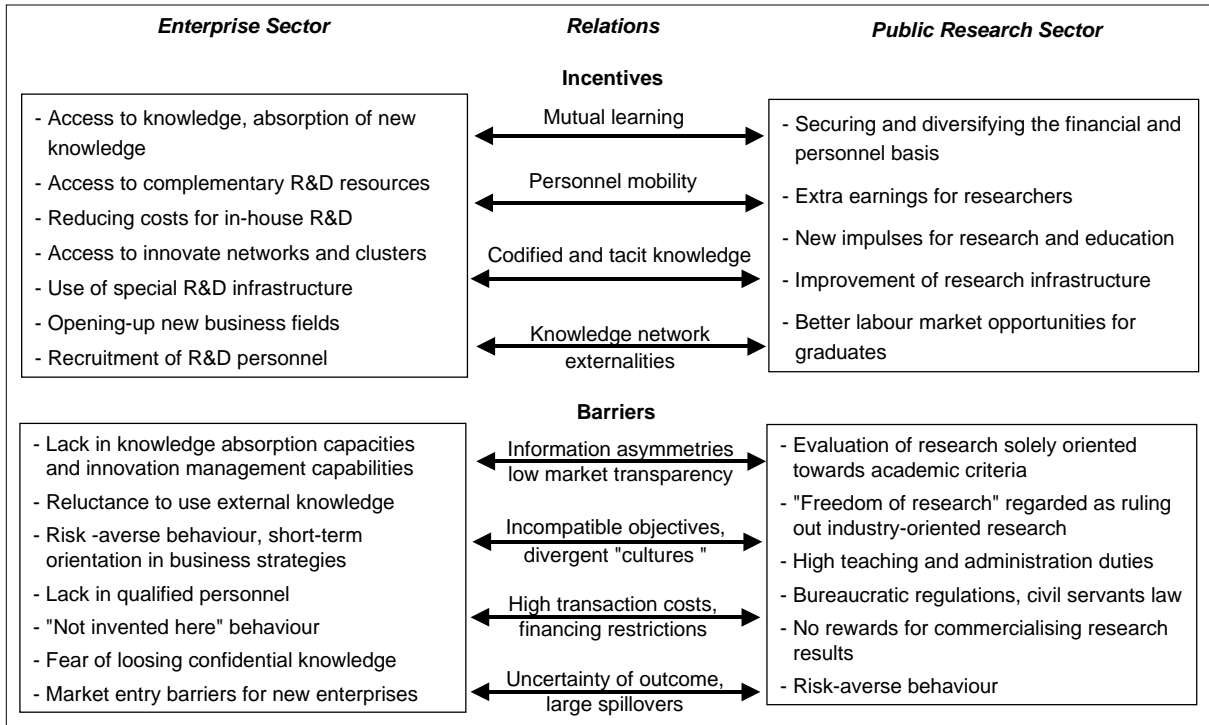 Enterprise Sector
Relations
Public Research Sector
Incentives
- Access to knowledge, absorption of new
knowledge
- Access to complementary R&D resources
- Reducing costs for in-house R&D
- Access to innovate networks and clusters
- Use of special R&D infrastructure
- Opening-up new business fields
- Recruitment of R&D personnel
Mutual learning
Personnel mobility
Codified and tacit knowledge
Knowledge network
externalities
- Securing and diversifying the financial and
personnel basis
- Extra earnings for researchers
- New impulses for research and education
- Improvement of research infrastructure
- Better labour market opportunities for
graduates
Barriers
- Lack in knowledge absorption capacities
and innovation management capabilities
- Reluctance to use external knowledge
- Risk -averse behaviour, short-term
orientation in business strategies
- Lack in qualified personnel
- "Not invented here" behaviour
- Fear of loosing confidential knowledge
- Market entry barriers for new enterprises
Information asymmetries
low market transparency
Incompatible objectives,
divergent "cultures "
High transaction costs,
financing restrictions
Uncertainty of outcome,
large spillovers
- Evaluation of research solely oriented
towards academic criteria
- "Freedom of research" regarded as ruling
out industry-oriented research
- High teaching and administration duties
- Bureaucratic regulations, civil servants law
- No rewards for commercialising research
results
- Risk-averse behaviour